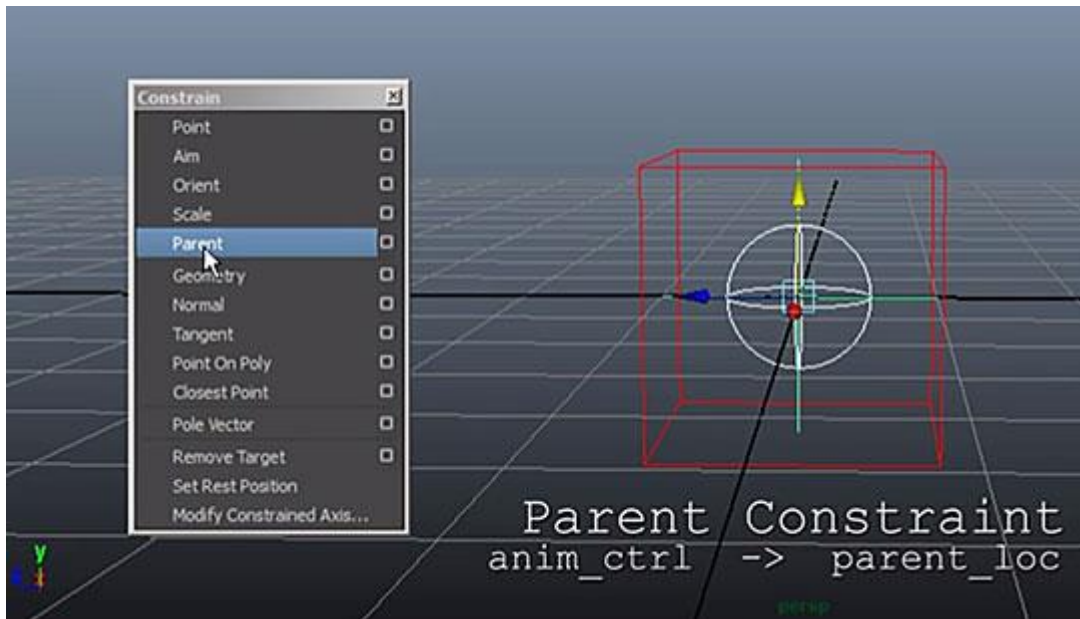 Constrain
Point
Aim
Orient
Scale
Parent
Geometry
Normal
Tangent
Point On Poly
Closest Point
Pole Vector
Remove Target
Set Rest Position
Modify Constrained Axis...
Parent Constraint
anim_ctrl -> parent_loc
y
persp